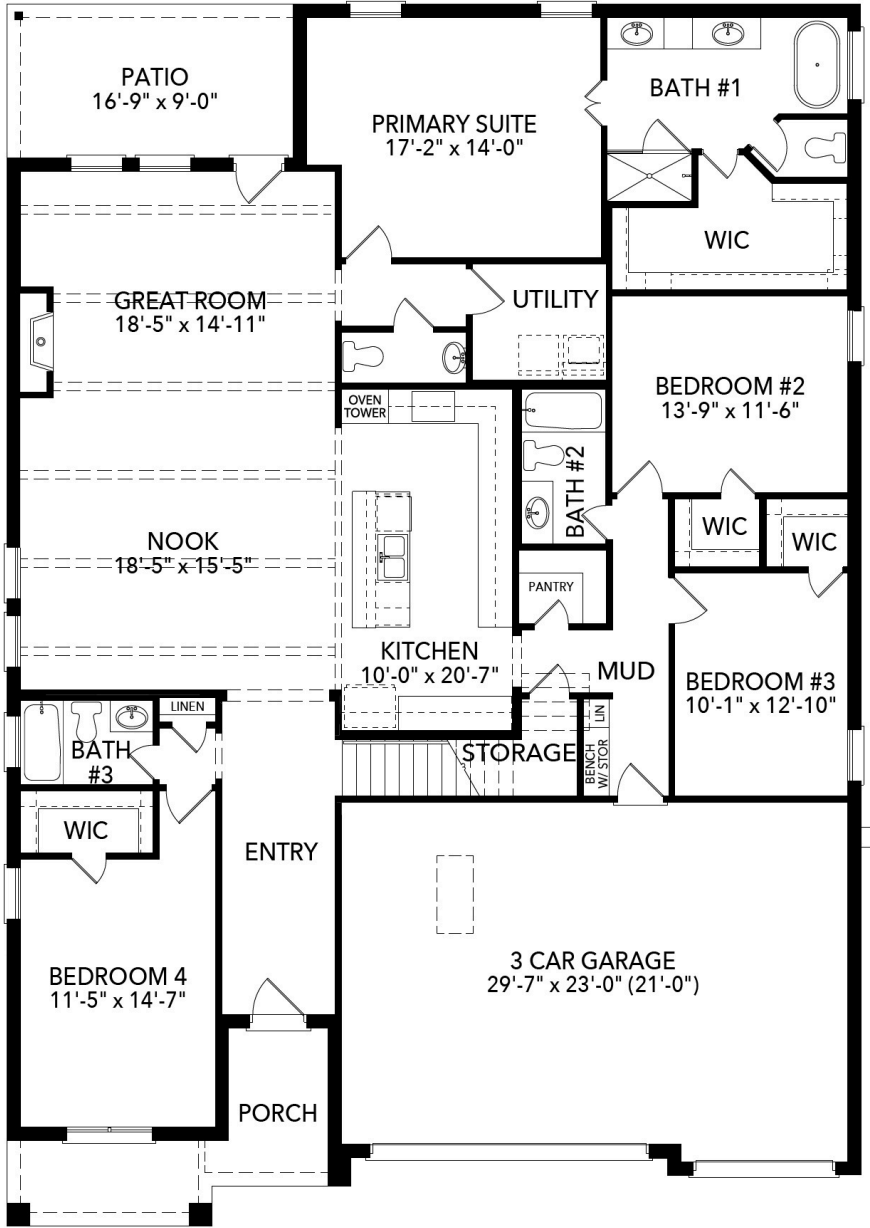 PATIO
16'-9" x 9'-0"
PRIMARY SUITE
17'-2" x 14'-0"
BATH #1
WIC
GREAT ROOM
18'-5" x 14'-11"
UTILITY
BEDROOM #2
13'-9" x 11'-6"
OVEN
TOWER
BATH #2
WIC
WIC
NOOK
18'-5" x 15'-5"
PANTRY
KITCHEN
10'-0" x 20'-7"
MUD
BEDROOM #3
10'-1" x 12'-10"
LINEN
BATH
#3
STORAGE
BENCH
W/ STOR
LIN
WIC
ENTRY
BEDROOM 4
11'-5" x 14'-7"
3 CAR GARAGE
29'-7" x 23'-0" (21'-0")
PORCH